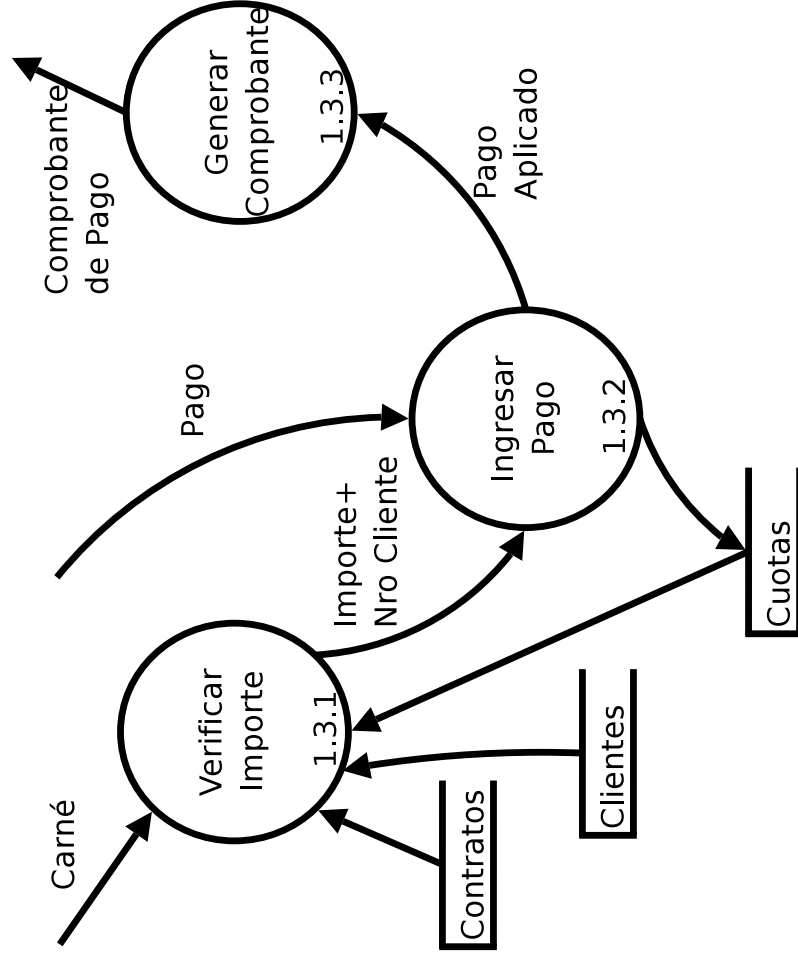 Carné
Verificar
Importe
1.3.1
Contratos
Clientes
Importe+
Nro Cliente
Pago
Ingresar
Pago
1.3.2
Cuotas
Comprobante
de Pago
Generar
Comprobante
1.3.3
Pago
Aplicado